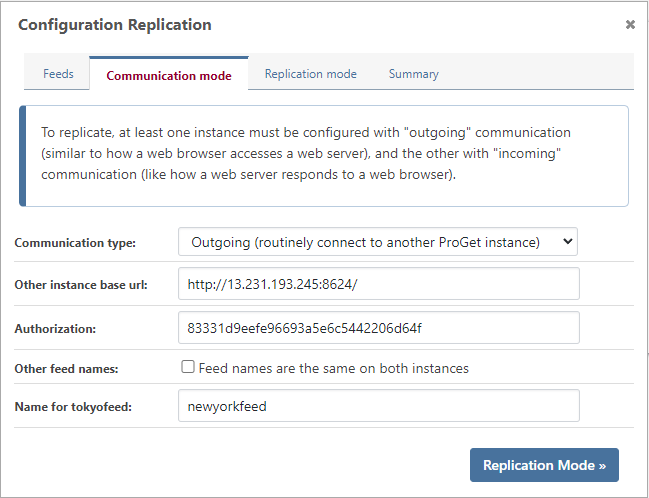 Configuration Replication
Feeds
Communication mode
Replication mode
Summary
To replicate, at least one instance must be configured with "outgoing" communication
(similar to how a web browser accesses a web server), and the other with "incoming"
communication (like how a web server responds to a web browser).
Communication type: Outgoing (routinely connect to another ProGet instance)
Other instance base url: http://13.231.193.245:8624/
Authorization: 83331d9eefe96693a5e6c5442206d64f
Other feed names: Feed names are the same on both instances
Name for tokyofeed: newyorkfeed
Replication Mode »